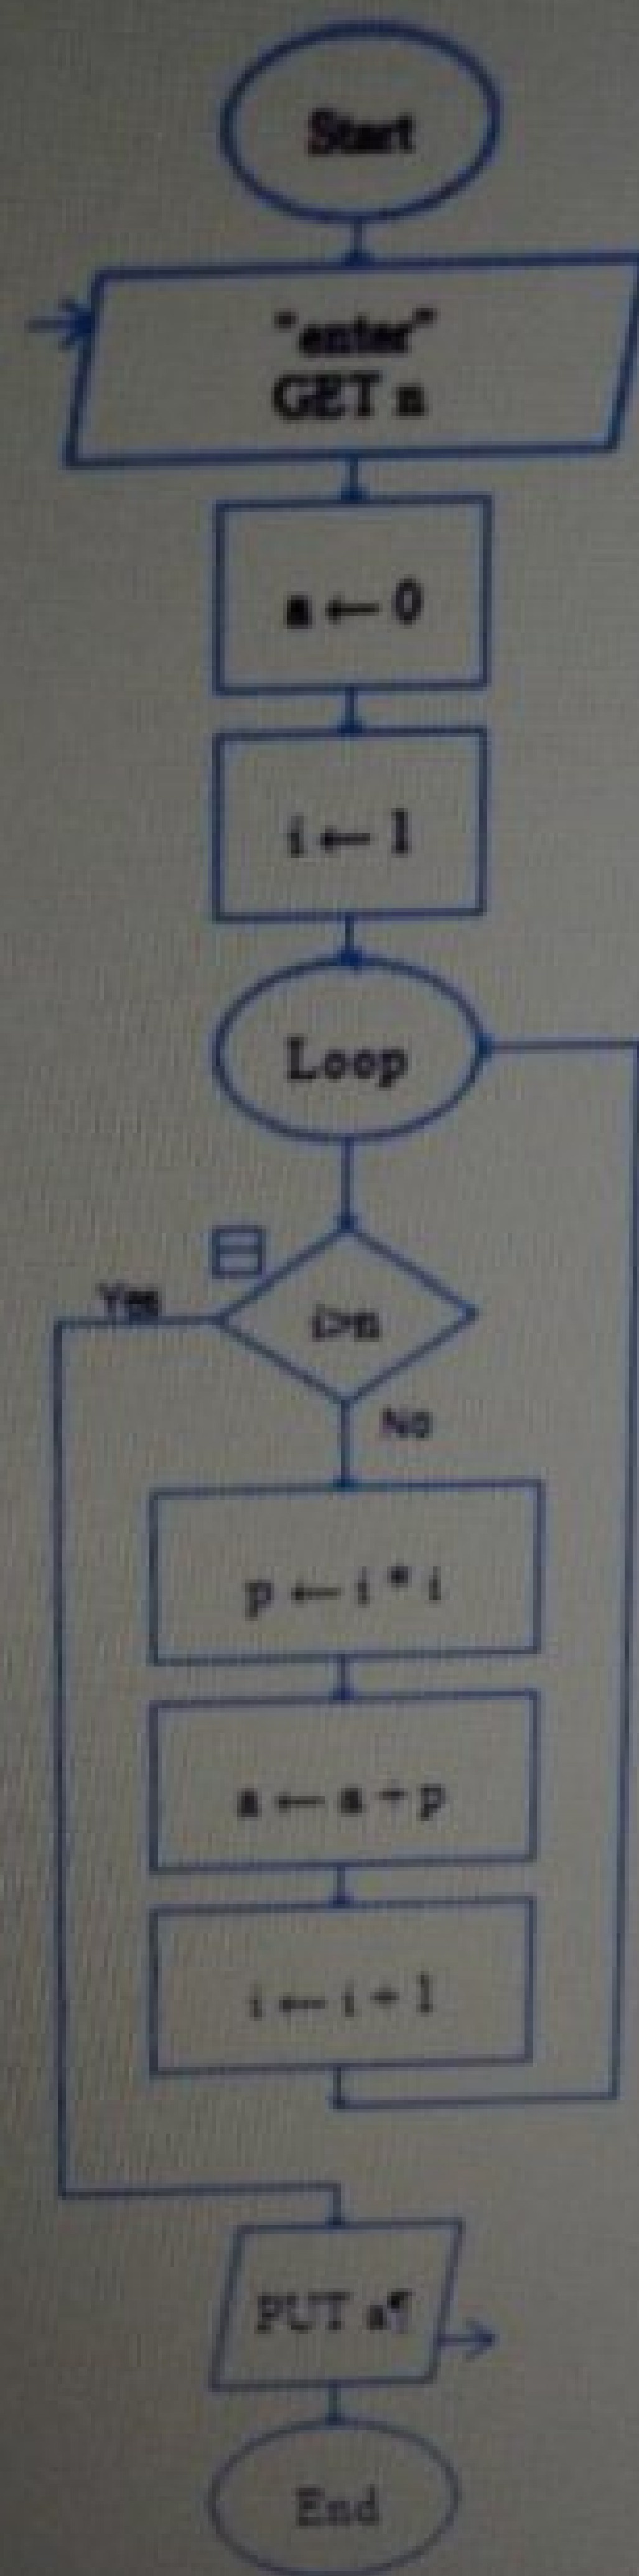 Start
"enter"
GET n
a ← 0
i ← 1
Loop
Yes
i>n
No
p ← i * i
a ← a + p
i ← i + 1
PUT a¶
End